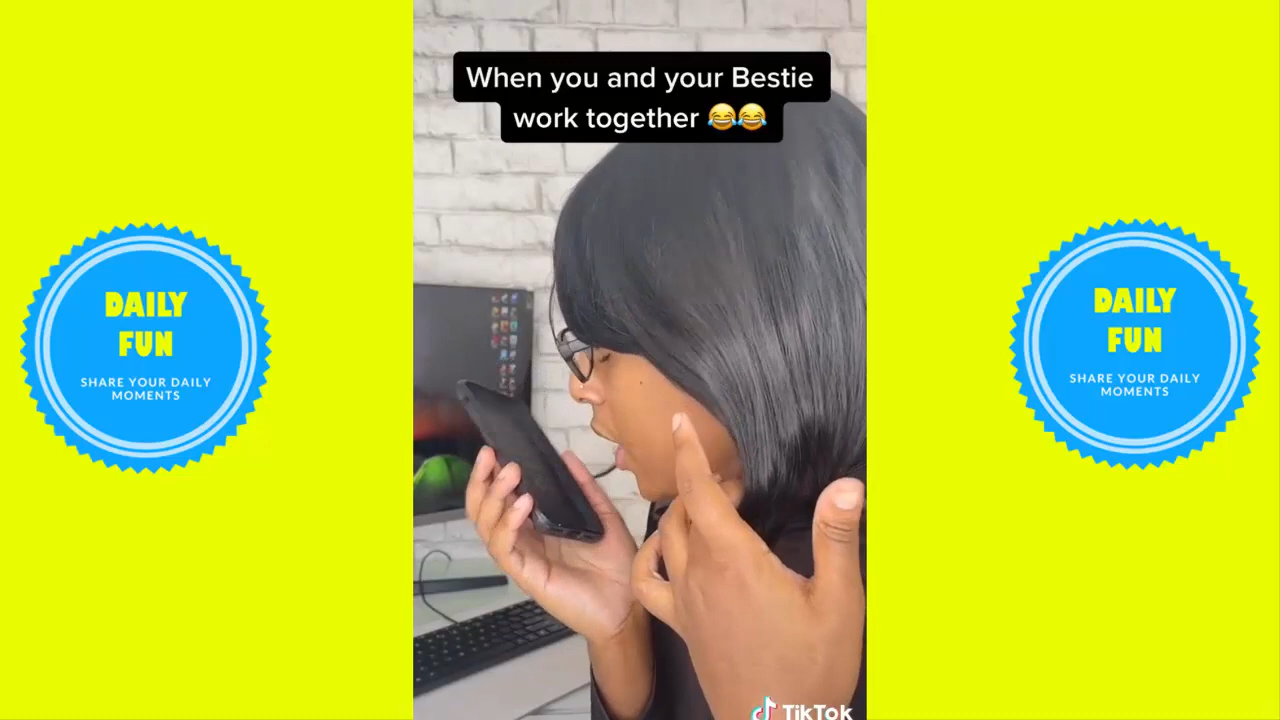 When you and your Bestie
work together 😂😂
DAILY
FUN
SHARE YOUR DAILY
MOMENTS
DAILY
FUN
SHARE YOUR DAILY
MOMENTS
TikTok